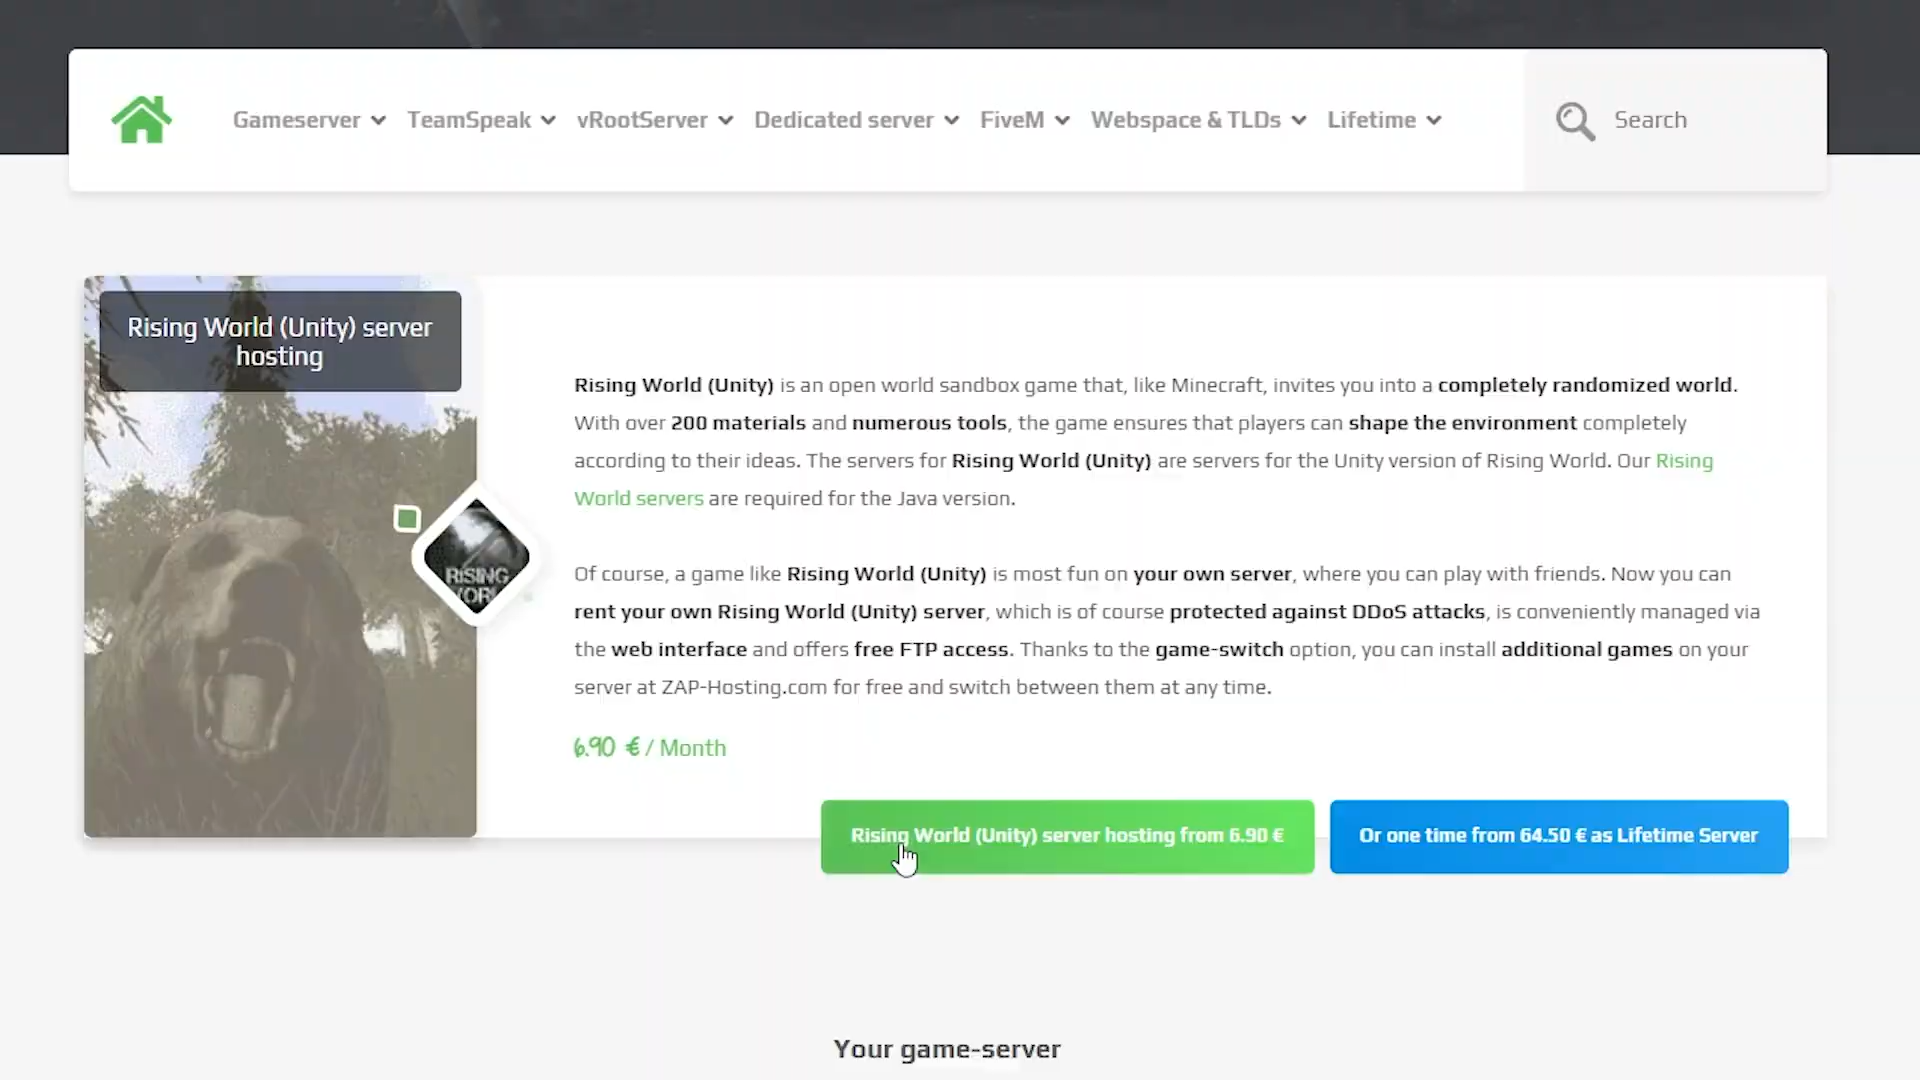 Gameserver TeamSpeak vRootServer Dedicated server FiveM Webspace & TLDs Lifetime Search
Rising World (Unity) server
hosting
RISING
WORL
Rising World (Unity) is an open world sandbox game that, like Minecraft, invites you into a completely randomized world.
With over 200 materials and numerous tools, the game ensures that players can shape the environment completely
according to their ideas. The servers for Rising World (Unity) are servers for the Unity version of Rising World. Our Rising
World servers are required for the Java version.
Of course, a game like Rising World (Unity) is most fun on your own server, where you can play with friends. Now you can
rent your own Rising World (Unity) server, which is of course protected against DDoS attacks, is conveniently managed via
the web interface and offers free FTP access. Thanks to the game-switch option, you can install additional games on your
server at ZAP-Hosting.com for free and switch between them at any time.
6.90 € / Month
Rising World (Unity) server hosting from 6.90 € Or one time from 64.50 € as Lifetime Server
Your game-server